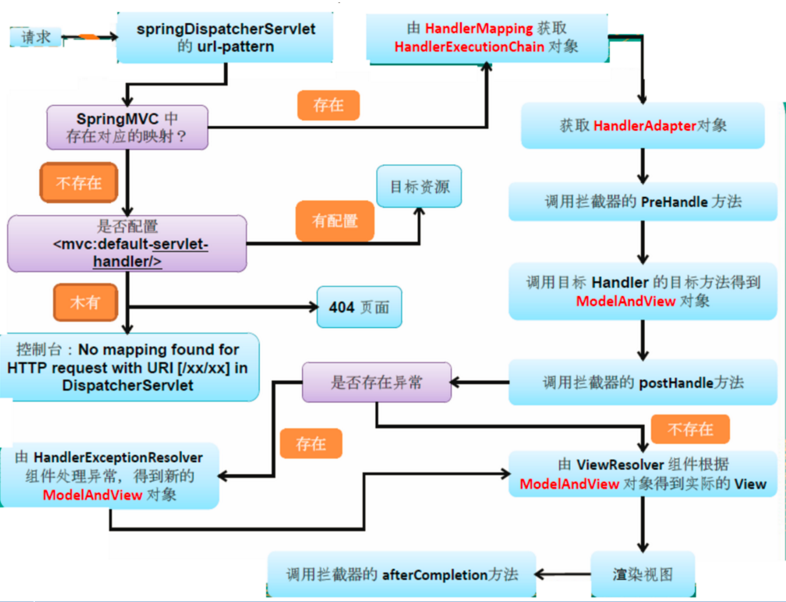 请求
springDispatcherServlet
的 url-pattern
由 HandlerMapping 获取
HandlerExecutionChain 对象
SpringMVC 中
存在对应的映射？
存在
获取 HandlerAdapter对象
不存在
目标资源
调用拦截器的 PreHandle 方法
是否配置
<mvc:default-servlet-
handler/>
有配置
调用目标 Handler 的目标方法得到
ModelAndView 对象
木有
404 页面
控制台：No mapping found for
HTTP request with URI [/xx/xx] in
DispatcherServlet
是否存在异常
调用拦截器的 postHandle方法
存在
不存在
由 HandlerExceptionResolver
组件处理异常，得到新的
ModelAndView 对象
由 ViewResolver 组件根据
ModelAndView 对象得到实际的 View
调用拦截器的 afterCompletion方法
渲染视图